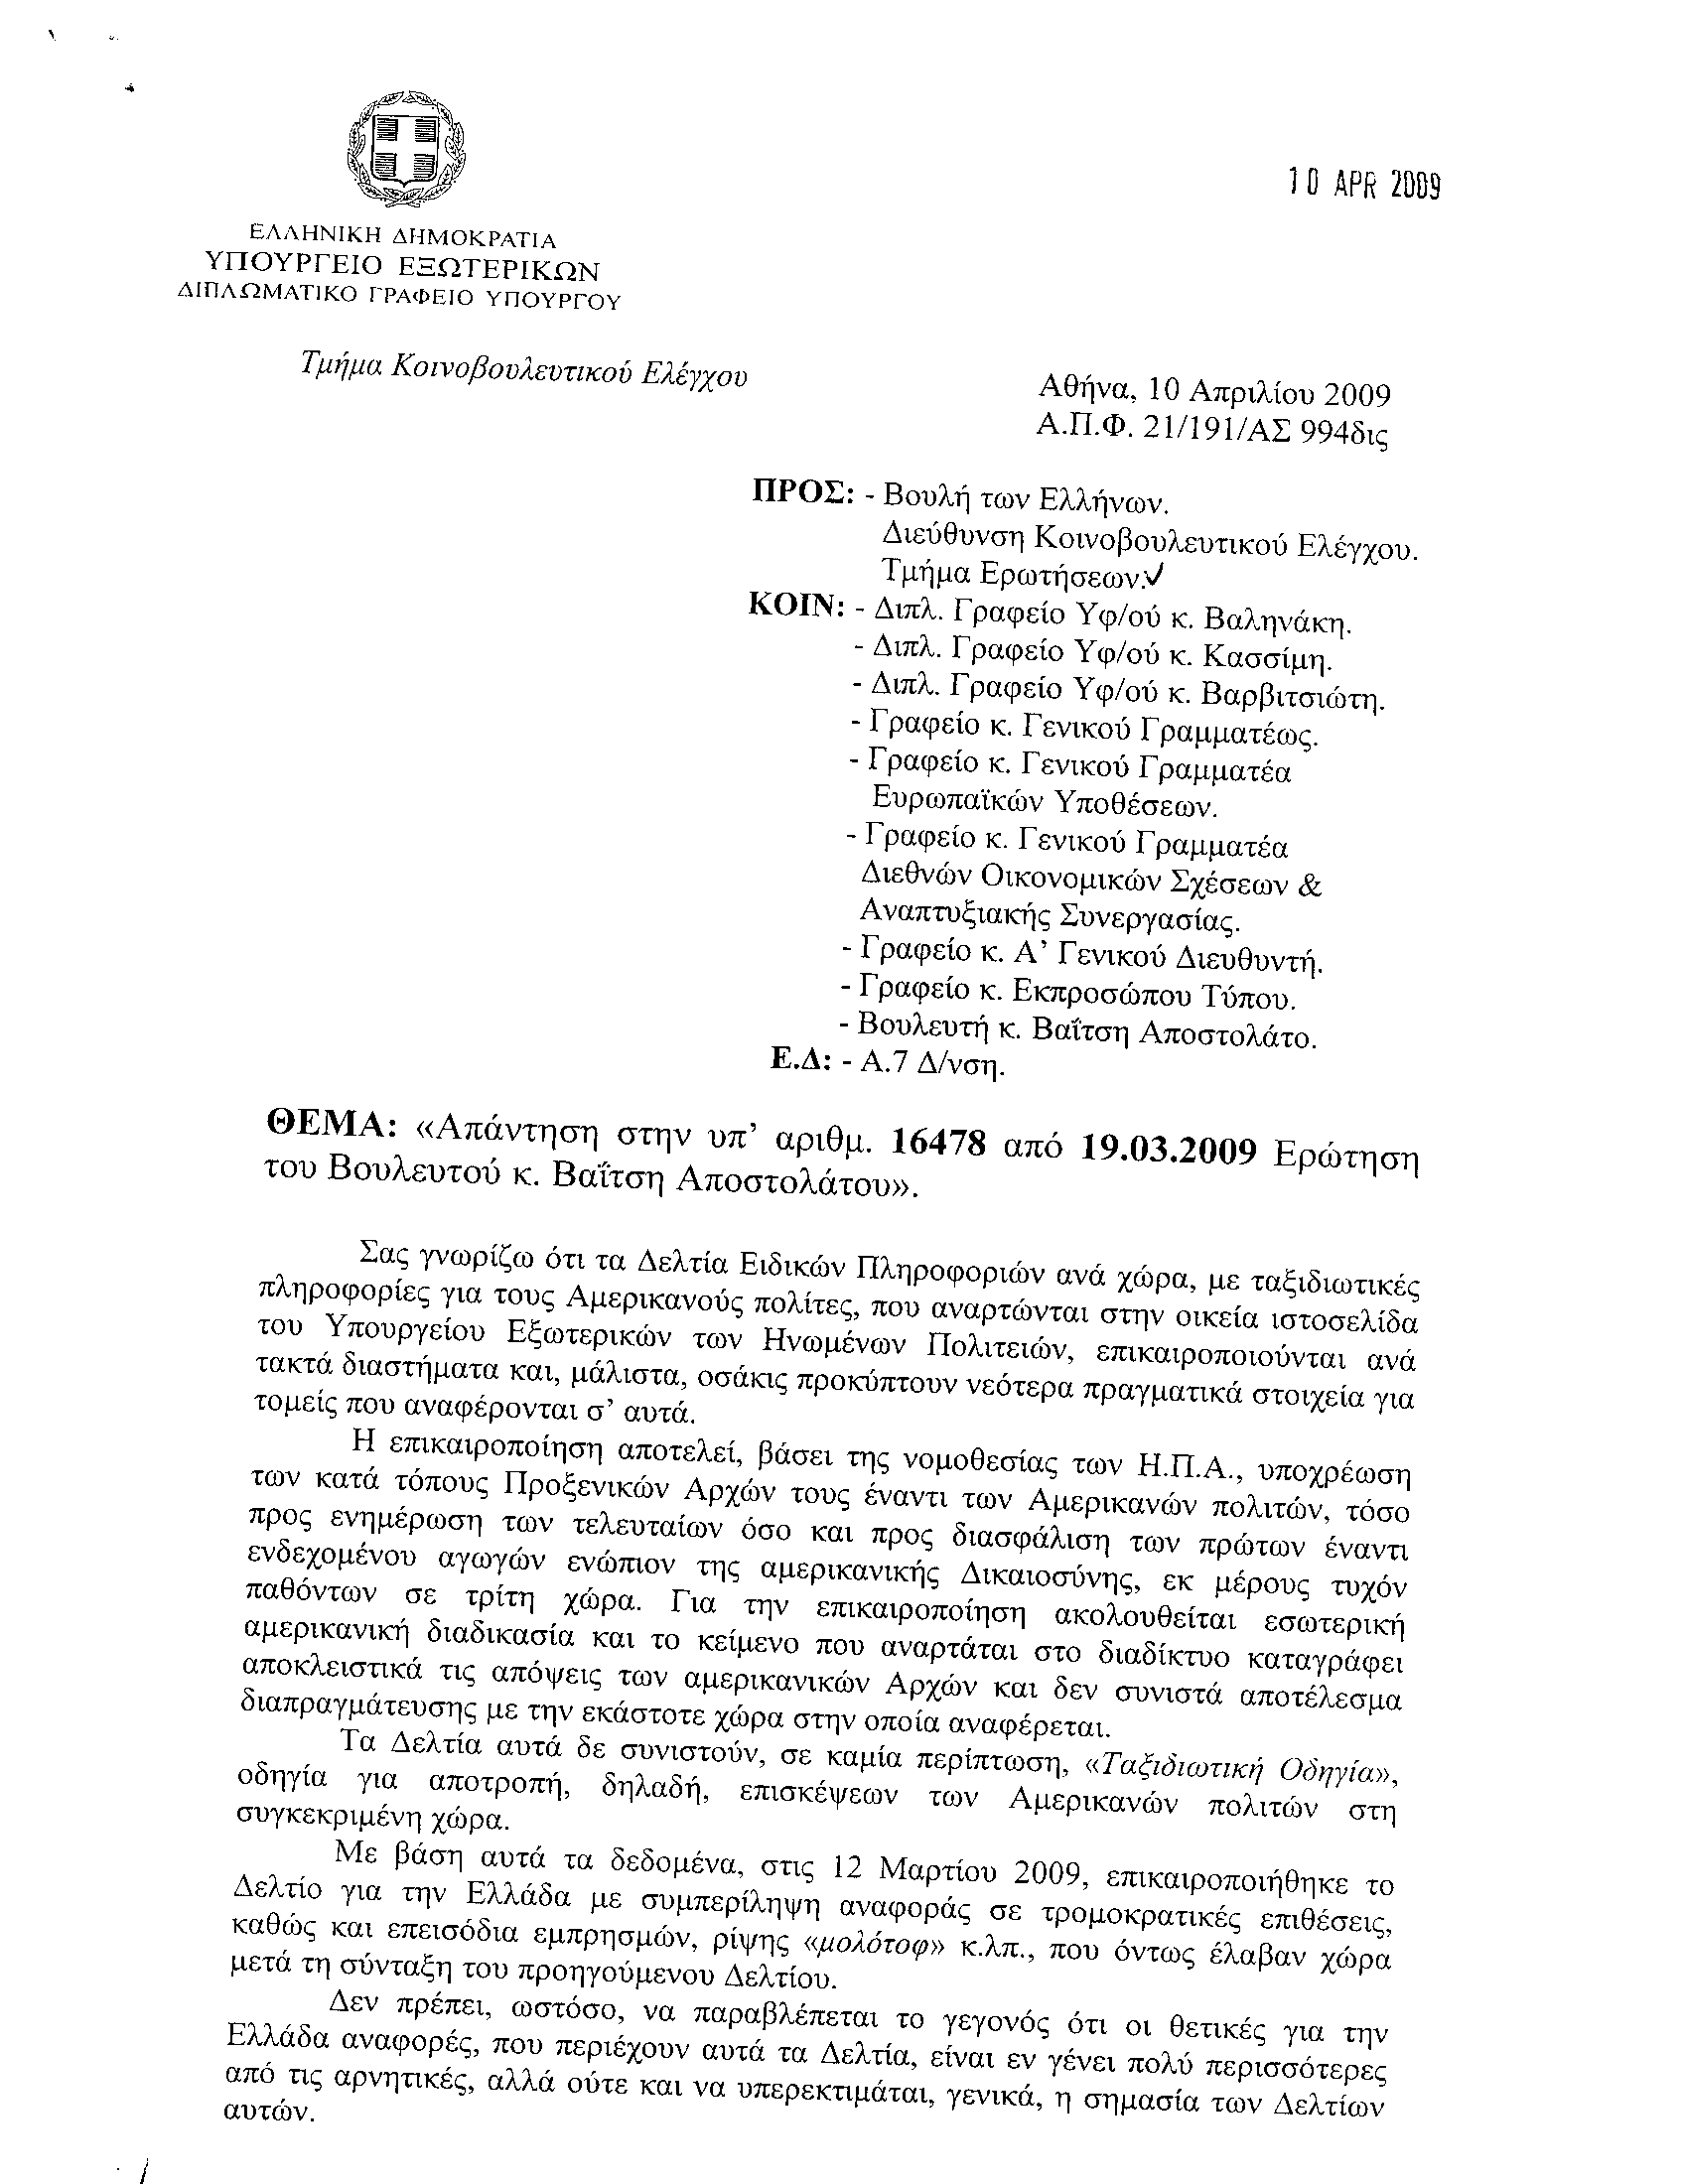 10 APR 2009
ΕΛΛΗΝΙΚΗ ΔΗΜΟΚΡΑΤΙΑ
ΥΠΟΥΡΓΕΙΟ ΕΞΩΤΕΡΙΚΩΝ
ΔΙΠΛΩΜΑΤΙΚΟ ΓΡΑΦΕΙΟ ΥΠΟΥΡΓΟΥ
Τμήμα Κοινοβουλευτικού Ελέγχου
Αθήνα, 10 Απριλίου 2009
Α.Π.Φ. 21/191/ΑΣ 994δις
ΠΡΟΣ: - Βουλή των Ελλήνων.
Διεύθυνση Κοινοβουλευτικού Ελέγχου.
Τμήμα Ερωτήσεων.√
ΚΟΙΝ: - Διπλ. Γραφείο Υφ/ού κ. Βαληνάκη.
- Διπλ. Γραφείο Υφ/ού κ. Κασσίμη.
- Διπλ. Γραφείο Υφ/ού κ. Βαρβιτσιώτη.
- Γραφείο κ. Γενικού Γραμματέως.
- Γραφείο κ. Γενικού Γραμματέα
Ευρωπαϊκών Υποθέσεων.
- Γραφείο κ. Γενικού Γραμματέα
Διεθνών Οικονομικών Σχέσεων &
Αναπτυξιακής Συνεργασίας.
- Γραφείο κ. Α’ Γενικού Διευθυντή.
- Γραφείο κ. Εκπροσώπου Τύπου.
- Βουλευτή κ. Βαΐτση Αποστολάτο.
Ε.Δ: - Α.7 Δ/νση.
ΘΕΜΑ: «Απάντηση στην υπ’ αριθμ. 16478 από 19.03.2009 Ερώτηση
του Βουλευτού κ. Βαΐτση Αποστολάτου».
Σας γνωρίζω ότι τα Δελτία Ειδικών Πληροφοριών ανά χώρα, με ταξιδιωτικές
πληροφορίες για τους Αμερικανούς πολίτες, που αναρτώνται στην οικεία ιστοσελίδα
του Υπουργείου Εξωτερικών των Ηνωμένων Πολιτειών, επικαιροποιούνται ανά
τακτά διαστήματα και, μάλιστα, οσάκις προκύπτουν νεότερα πραγματικά στοιχεία για
τομείς που αναφέρονται σ’ αυτά.
Η επικαιροποίηση αποτελεί, βάσει της νομοθεσίας των Η.Π.Α., υποχρέωση
των κατά τόπους Προξενικών Αρχών τους έναντι των Αμερικανών πολιτών, τόσο
προς ενημέρωση των τελευταίων όσο και προς διασφάλιση των πρώτων έναντι
ενδεχομένου αγωγών ενώπιον της αμερικανικής Δικαιοσύνης, εκ μέρους τυχόν
παθόντων σε τρίτη χώρα. Για την επικαιροποίηση ακολουθείται εσωτερική
αμερικανική διαδικασία και το κείμενο που αναρτάται στο διαδίκτυο καταγράφει
αποκλειστικά τις απόψεις των αμερικανικών Αρχών και δεν συνιστά αποτέλεσμα
διαπραγμάτευσης με την εκάστοτε χώρα στην οποία αναφέρεται.
Τα Δελτία αυτά δε συνιστούν, σε καμία περίπτωση, «Ταξιδιωτική Οδηγία»,
οδηγία για αποτροπή, δηλαδή, επισκέψεων των Αμερικανών πολιτών στη
συγκεκριμένη χώρα.
Με βάση αυτά τα δεδομένα, στις 12 Μαρτίου 2009, επικαιροποιήθηκε το
Δελτίο για την Ελλάδα με συμπερίληψη αναφοράς σε τρομοκρατικές επιθέσεις,
καθώς και επεισόδια εμπρησμών, ρίψης «μολότοφ» κ.λπ., που όντως έλαβαν χώρα
μετά τη σύνταξη του προηγούμενου Δελτίου.
Δεν πρέπει, ωστόσο, να παραβλέπεται το γεγονός ότι οι θετικές για την
Ελλάδα αναφορές, που περιέχουν αυτά τα Δελτία, είναι εν γένει πολύ περισσότερες
από τις αρνητικές, αλλά ούτε και να υπερεκτιμάται, γενικά, η σημασία των Δελτίων
αυτών.